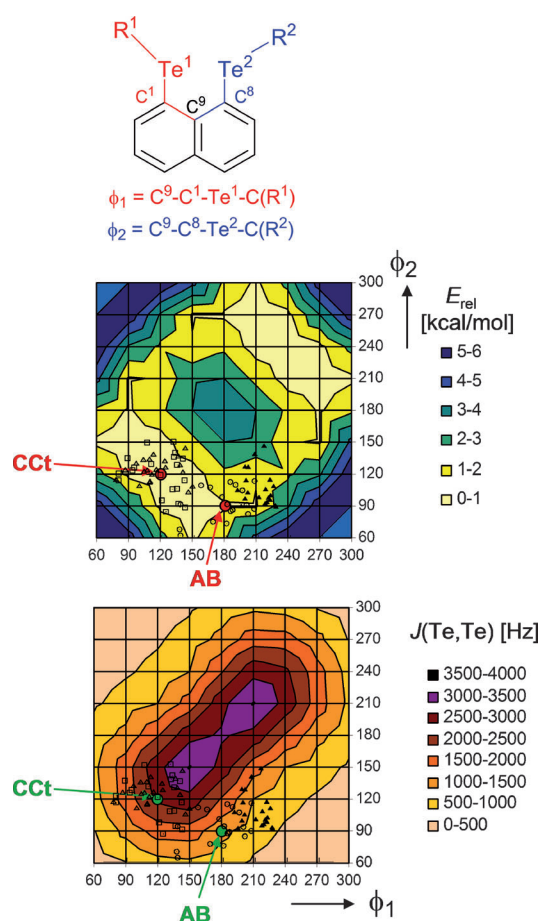 R¹ R²
Te¹ Te²
C¹ C⁹ C⁸
ϕ₁ = C⁹-C¹-Te¹-C(R¹)
ϕ₂ = C⁹-C⁸-Te²-C(R²)
ϕ₂
300
270
240
210
180
150
120
90
60
60 90 120 150 180 210 240 270 300
E_rel
[kcal/mol]
5-6
4-5
3-4
2-3
1-2
0-1
CCt
AB
300
270
240
210
180
150
120
90
60
60 90 120 150 180 210 240 270 300
J(Te,Te) [Hz]
3500-4000
3000-3500
2500-3000
2000-2500
1500-2000
1000-1500
500-1000
0-500
CCt
AB
ϕ₁